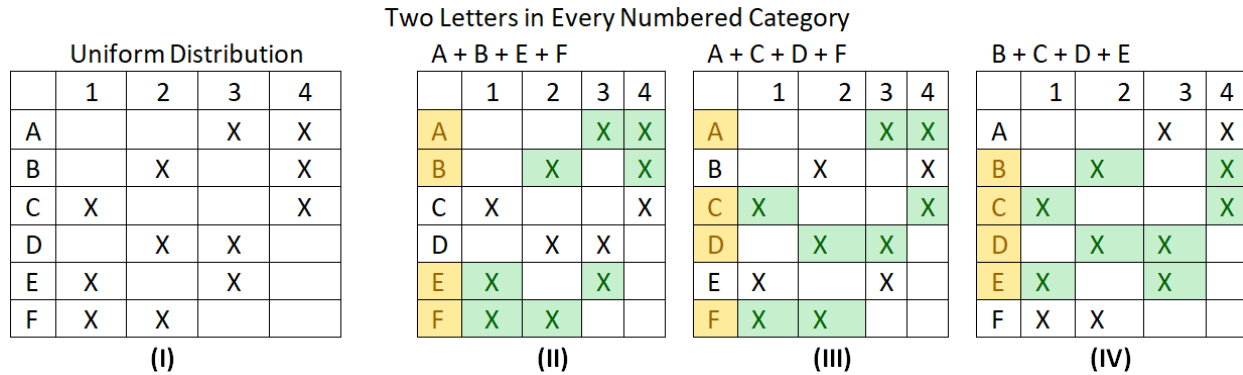 Two Letters in Every Numbered Category
Uniform Distribution
1 2 3 4
A X X
B X X
C X X
D X X
E X X
F X X
(I)
A + B + E + F
1 2 3 4
A X X
B X X
C X X
D X X
E X X
F X X
(II)
A + C + D + F
1 2 3 4
A X X
B X X
C X X
D X X
E X X
F X X
(III)
B + C + D + E
1 2 3 4
A X X
B X X
C X X
D X X
E X X
F X X
(IV)